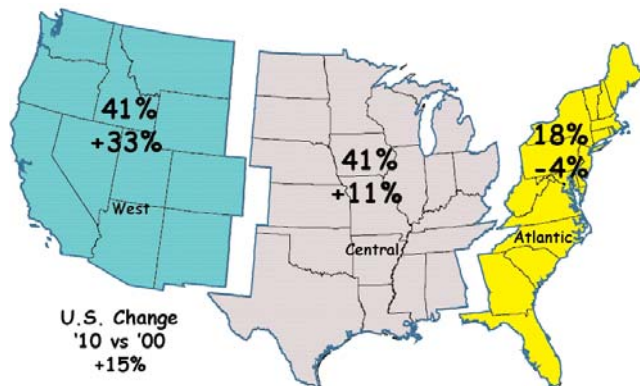 41%
+33%
West
41%
+11%
Central
18%
-4%
Atlantic
U.S. Change
'10 vs '00
+15%